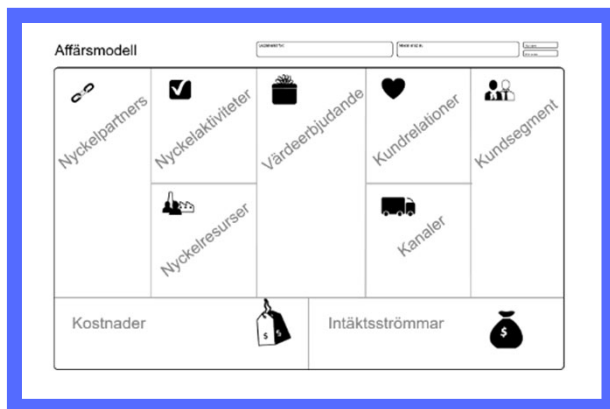 Affärsmodell
Nyckelpartners
Nyckelaktiviteter
Värdeerbjudande
Kundrelationer
Kundsegment
Nyckelresurser
Kanaler
Kostnader
$ $
Intäktsströmmar
$